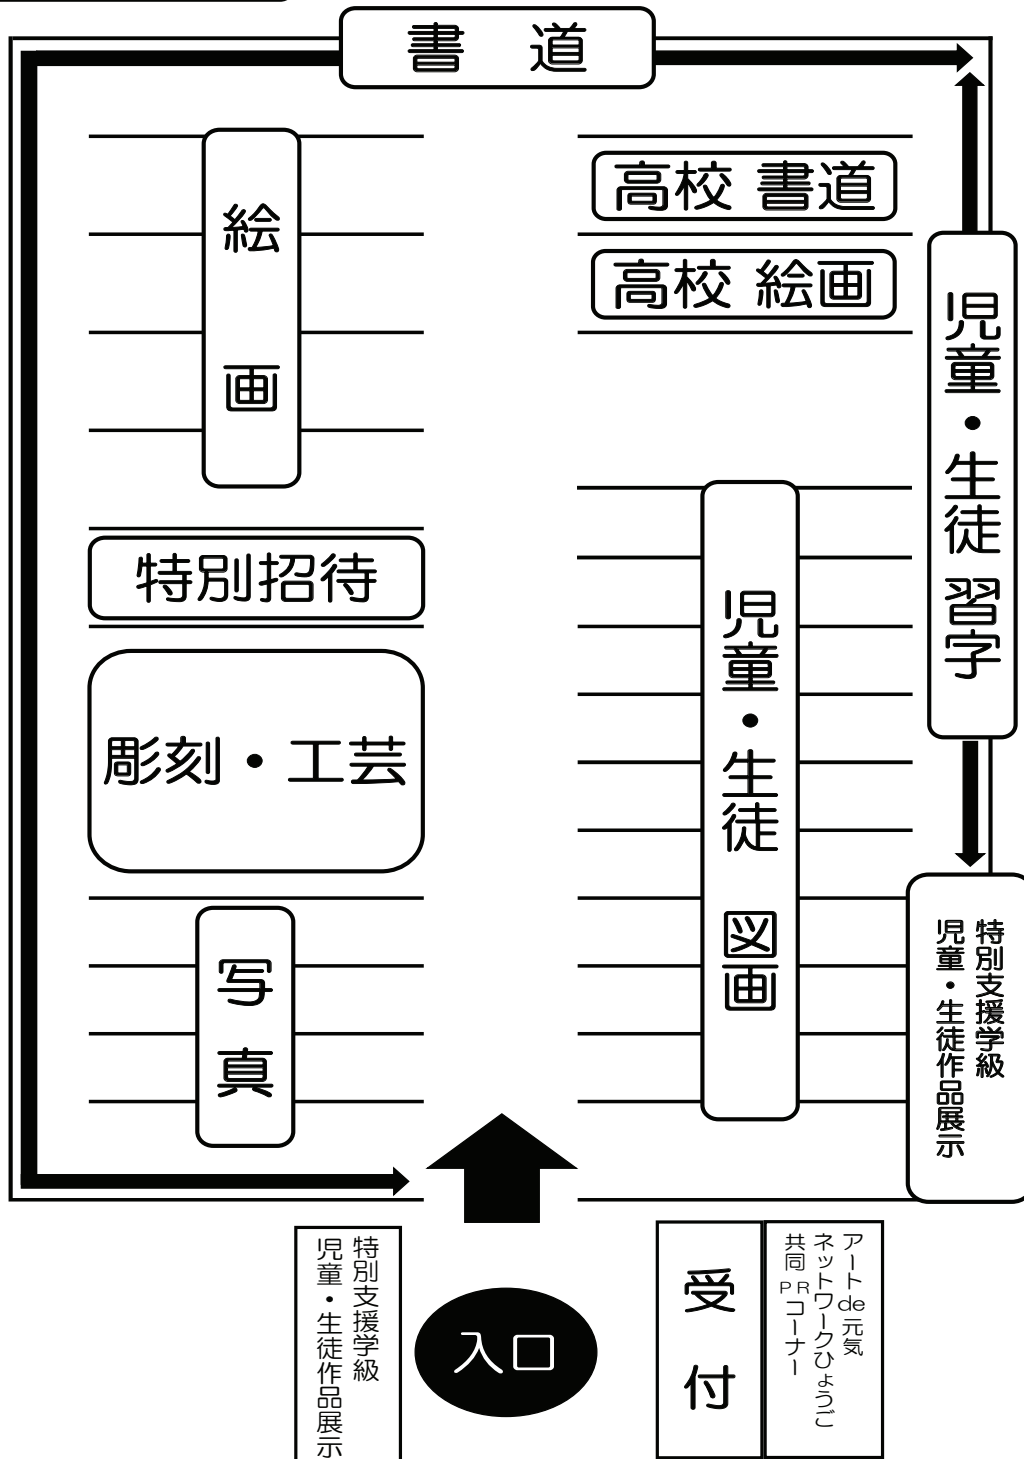 書 道
絵 画
高校 書道
高校 絵画
児童・生徒 習字
特別招待
児童・生徒 図画
彫刻・工芸
写 真
特別支援学級
児童・生徒作品展示
特別支援学級
児童・生徒作品展示
入口
受 付
アートde元気
ネットワークひょうご
共同PRコーナー